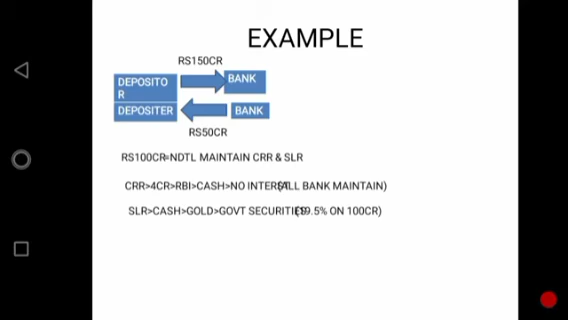 EXAMPLE
RS150CR
DEPOSITO
R
BANK
DEPOSITER
BANK
RS50CR
RS100CR=NDTL MAINTAIN CRR & SLR
CRR>4CR>RBI>CASH>NO INTERST(ALL BANK MAINTAIN)
SLR>CASH>GOLD>GOVT SECURITIES(19.5% ON 100CR)